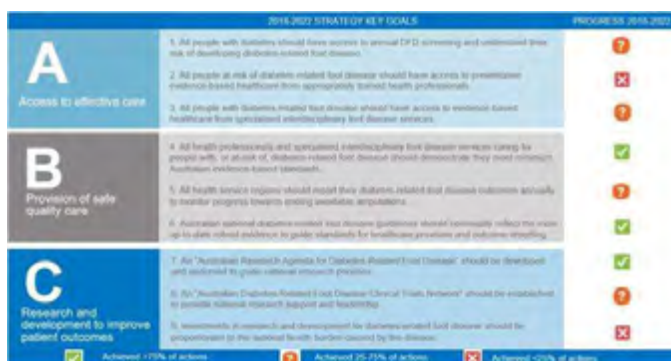 2018-2022 STRATEGY KEY GOALS PROGRESS 2018-2022
A
Access to effective care
1. All people with diabetes should have access to annual DFD screening and understand their
risk of developing diabetes-related foot disease.
2. All people at risk of diabetes-related foot disease should have access to preventative
evidence-based healthcare from appropriately trained health professionals.
3. All people with diabetes-related foot disease should have access to evidence-based
healthcare from specialised interdisciplinary foot disease services.
B
Provision of safe
quality care
4. All health professionals and specialised interdisciplinary foot disease services caring for
people with, or at-risk of, diabetes-related foot disease should demonstrate they meet minimum
Australian evidence-based standards.
5. All health service regions should report their diabetes-related foot disease outcomes annually
to monitor progress towards ending avoidable amputations.
6. Australian national diabetes-related foot disease guidelines should continually reflect the most
up-to-date robust evidence to guide standards for healthcare provision and outcome
C
Research and
development to improve
patient outcomes
7. An "Australian Research Agenda for Diabetes-Related Foot Disease" should be developed
and endorsed to guide national research priorities.
8. An "Australian Diabetes-Related Foot Disease Clinical Trials Network" should be established
to provide national research support and leadership.
9. Investments in research and development for diabetes-related foot disease should be
proportionate to the national health burden caused by the disease.
Achieved >75% of actions ? Achieved 25-75% of actions Achieved <25% of actions